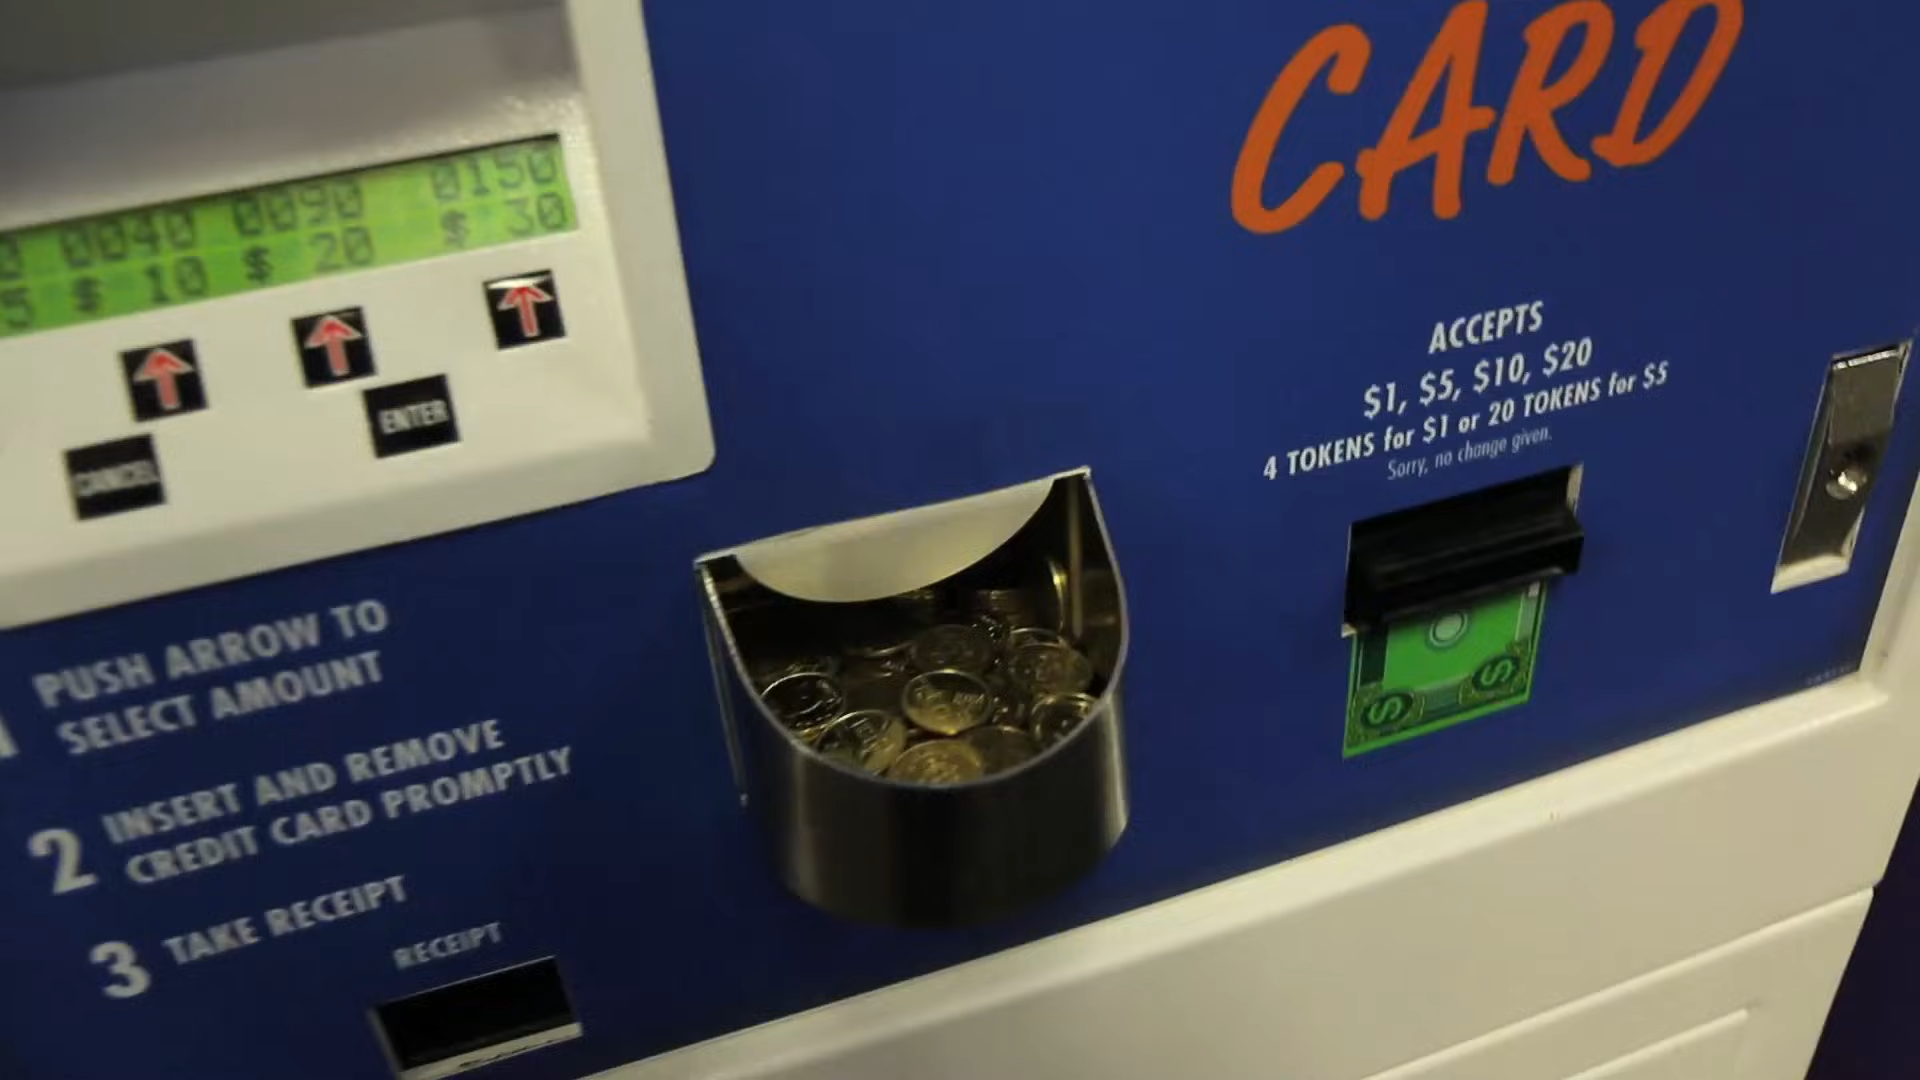 CARD
0 0040 0090 0150
5 $ 10 $ 20 $ 30
CANCEL
ENTER
ACCEPTS
$1, $5, $10, $20
4 TOKENS for $1 or 20 TOKENS for $5
Sorry, no change given.
PUSH ARROW TO
SELECT AMOUNT
2 INSERT AND REMOVE
CREDIT CARD PROMPTLY
3 TAKE RECEIPT
RECEIPT
$ $